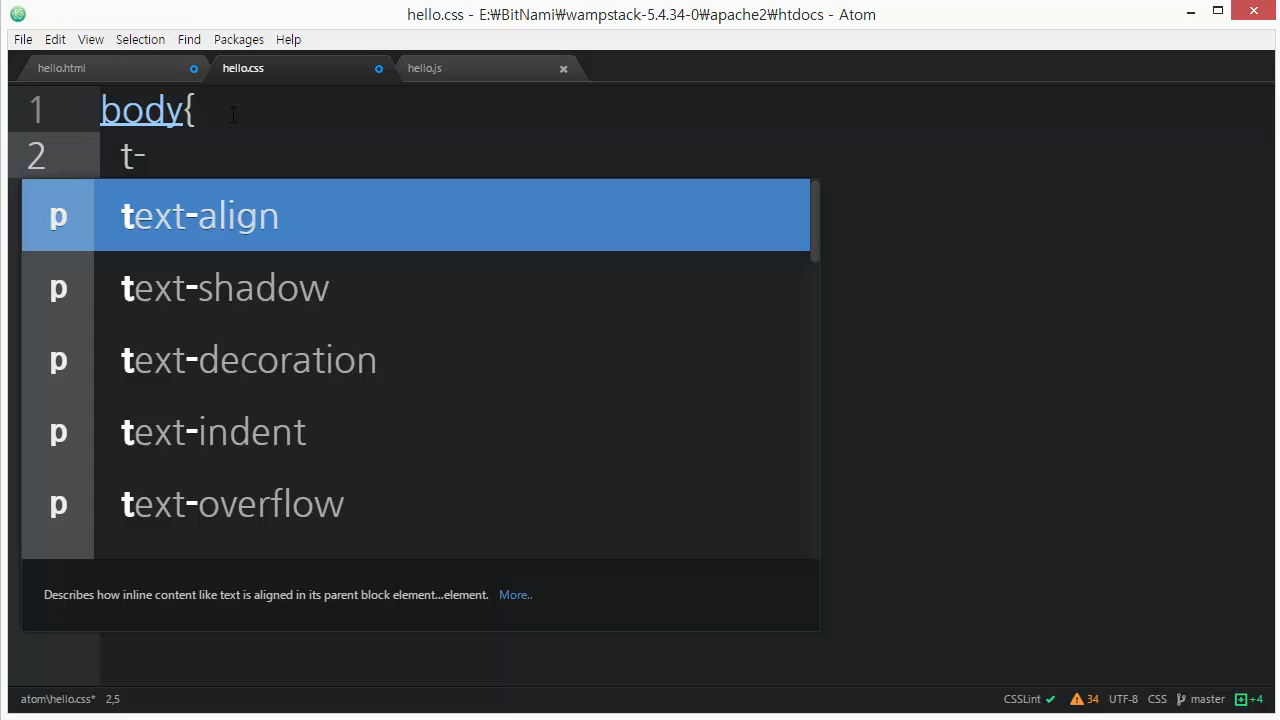 hello.css - E:₩BitNami₩wampstack-5.4.34-0₩apache2₩htdocs - Atom
File Edit View Selection Find Packages Help
hello.html hello.css hello.js
1 body{
2 t-
p text-align
p text-shadow
p text-decoration
p text-indent
p text-overflow
Describes how inline content like text is aligned in its parent block element...element. More..
atom\hello.css* 2,5 CSSLint 34 UTF-8 CSS master +4